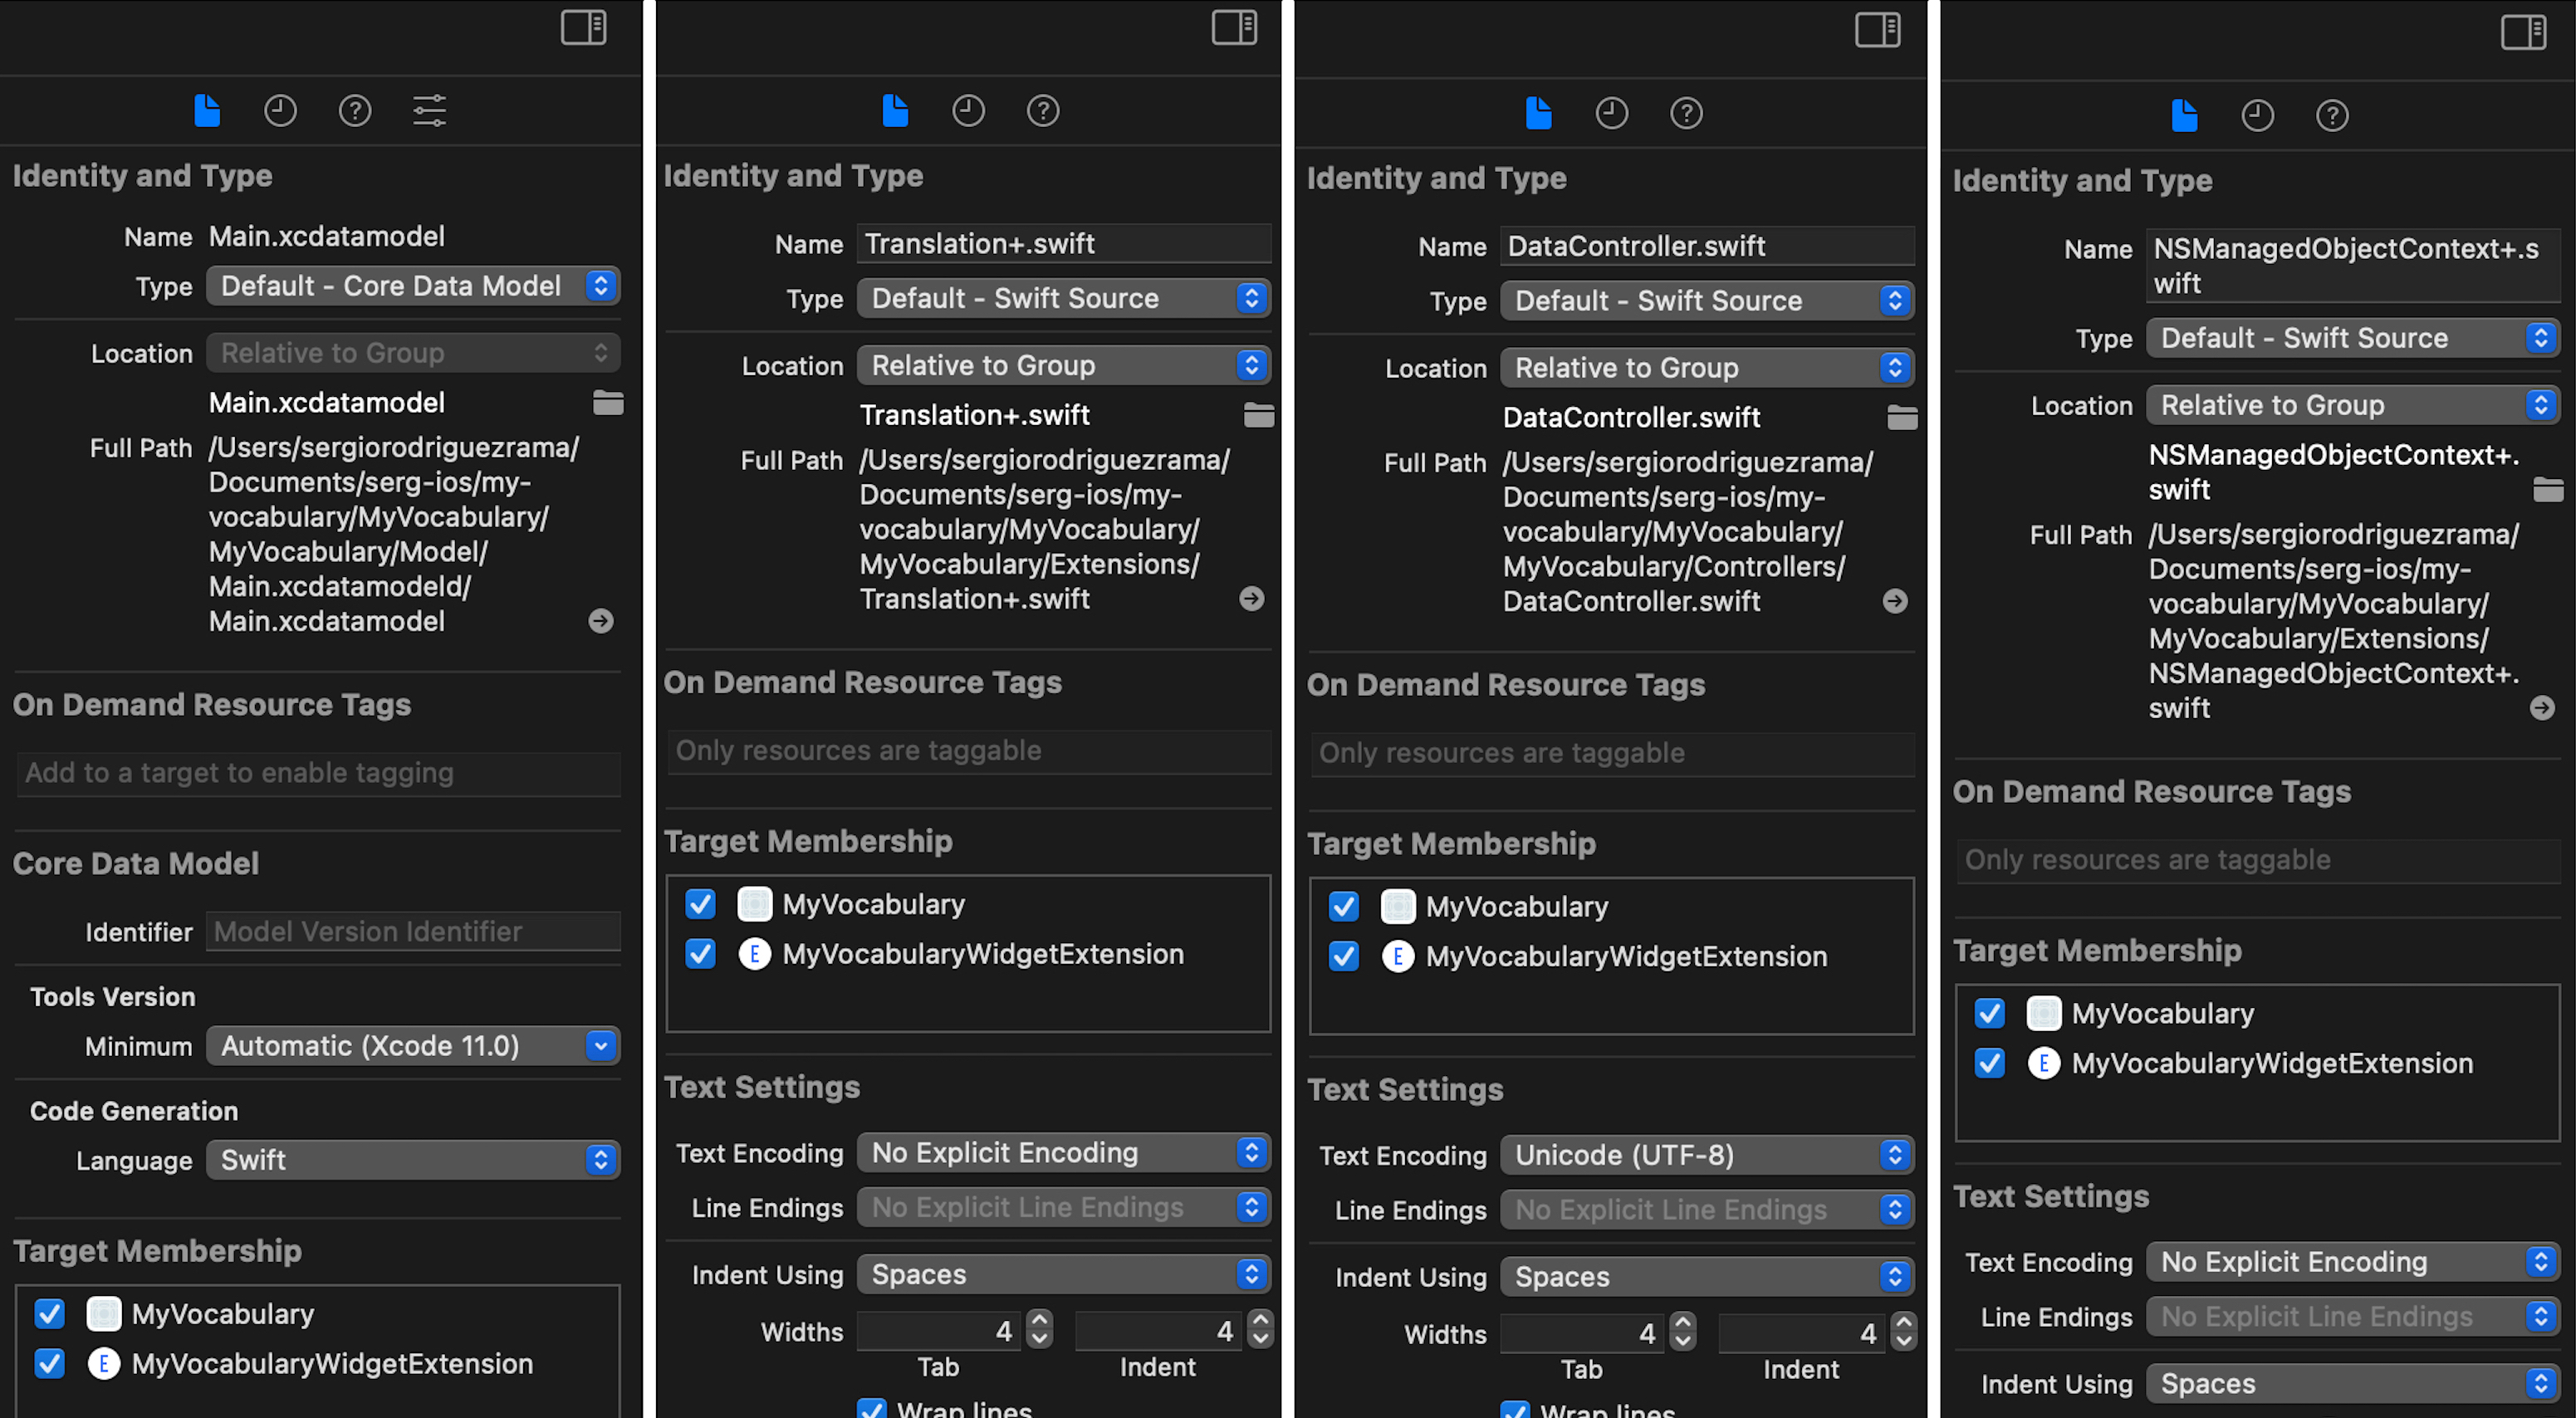 Identity and Type
Name Main.xcdatamodel
Type Default - Core Data Model
Location Relative to Group
Main.xcdatamodel
Full Path /Users/sergiorodriguezrama/
Documents/serg-ios/my-
vocabulary/MyVocabulary/
MyVocabulary/Model/
Main.xcdatamodeld/
Main.xcdatamodel
On Demand Resource Tags
Add to a target to enable tagging
Core Data Model
Identifier Model Version Identifier
Tools Version
Minimum Automatic (Xcode 11.0)
Code Generation
Language Swift
Target Membership
MyVocabulary
E MyVocabularyWidgetExtension
Identity and Type
Name Translation+.swift
Type Default - Swift Source
Location Relative to Group
Translation+.swift
Full Path /Users/sergiorodriguezrama/
Documents/serg-ios/my-
vocabulary/MyVocabulary/
MyVocabulary/Extensions/
Translation+.swift
On Demand Resource Tags
Only resources are taggable
Target Membership
MyVocabulary
E MyVocabularyWidgetExtension
Text Settings
Text Encoding No Explicit Encoding
Line Endings No Explicit Line Endings
Indent Using Spaces
Widths 4 4
Tab Indent
Wrap lines
Identity and Type
Name DataController.swift
Type Default - Swift Source
Location Relative to Group
DataController.swift
Full Path /Users/sergiorodriguezrama/
Documents/serg-ios/my-
vocabulary/MyVocabulary/
MyVocabulary/Controllers/
DataController.swift
On Demand Resource Tags
Only resources are taggable
Target Membership
MyVocabulary
E MyVocabularyWidgetExtension
Text Settings
Text Encoding Unicode (UTF-8)
Line Endings No Explicit Line Endings
Indent Using Spaces
Widths 4 4
Tab Indent
Wrap lines
Identity and Type
Name NSManagedObjectContext+.s
wift
Type Default - Swift Source
Location Relative to Group
NSManagedObjectContext+.
swift
Full Path /Users/sergiorodriguezrama/
Documents/serg-ios/my-
vocabulary/MyVocabulary/
MyVocabulary/Extensions/
NSManagedObjectContext+.
swift
On Demand Resource Tags
Only resources are taggable
Target Membership
MyVocabulary
E MyVocabularyWidgetExtension
Text Settings
Text Encoding No Explicit Encoding
Line Endings No Explicit Line Endings
Indent Using Spaces